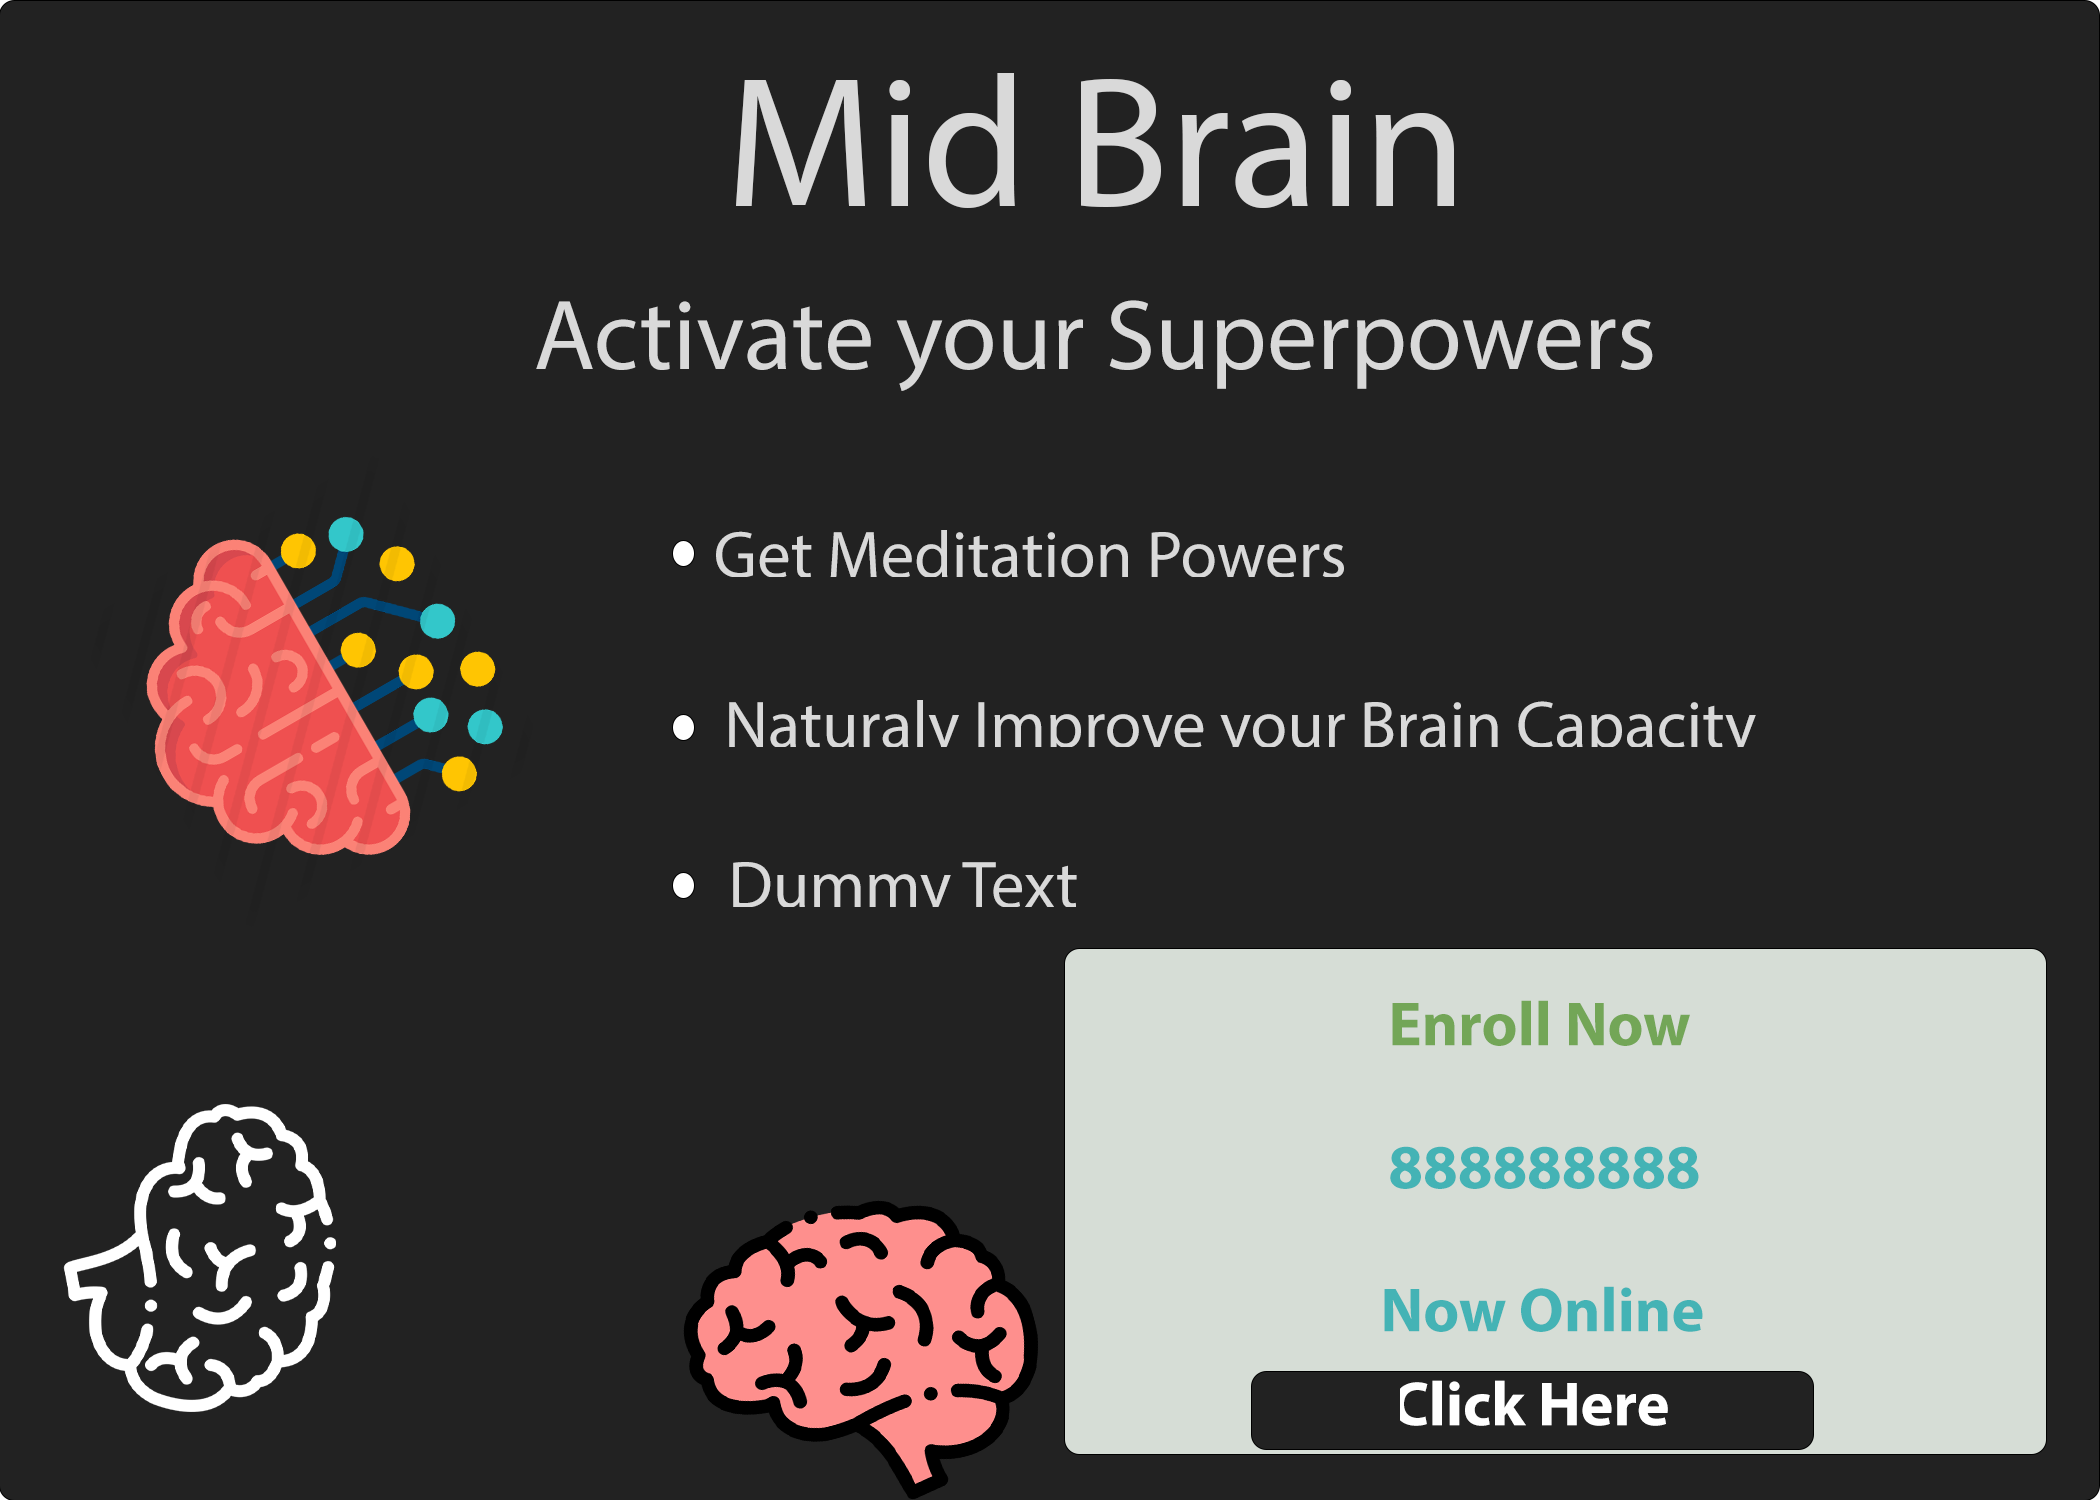 Mid Brain
Activate your Superpowers
Get Meditation Powers
Naturaly Improve your Brain Capacity
Dummy Text
Enroll Now
888888888
Now Online
Click Here